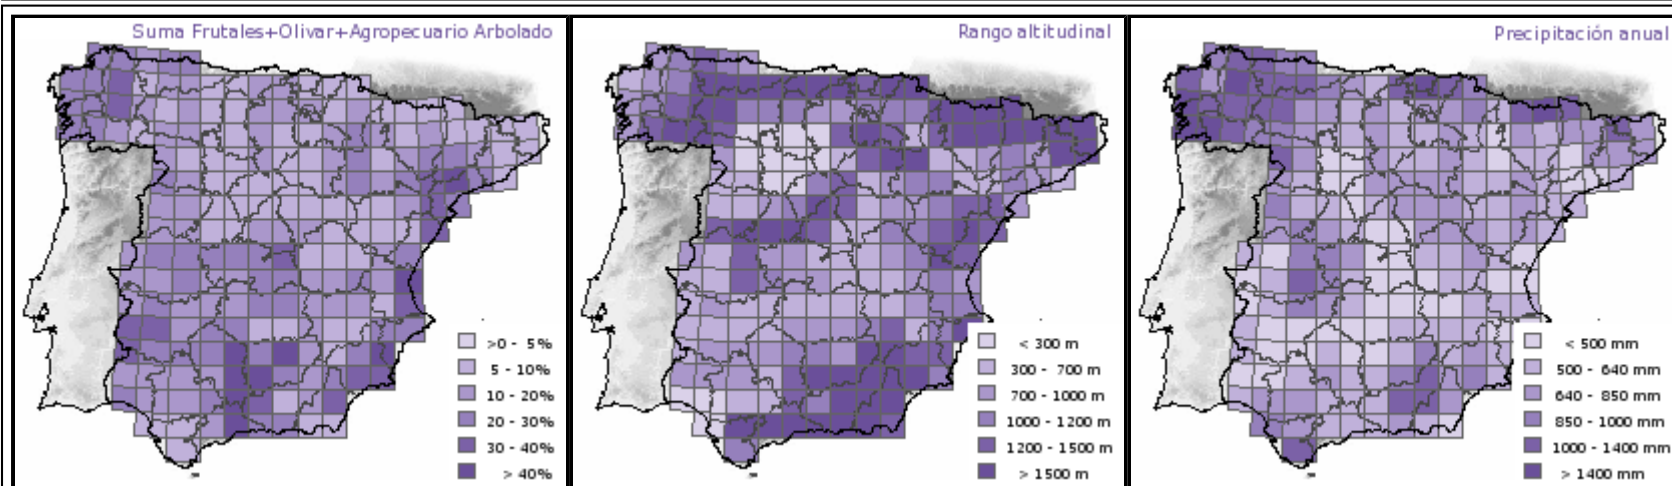 Suma Frutales+Olivar+Agropecuario Arbolado
>0 - 5%
5 - 10%
10 - 20%
20 - 30%
30 - 40%
> 40%
Rango altitudinal
< 300 m
300 - 700 m
700 - 1000 m
1000 - 1200 m
1200 - 1500 m
> 1500 m
Precipitación anual
< 500 mm
500 - 640 mm
640 - 850 mm
850 - 1000 mm
1000 - 1400 mm
> 1400 mm